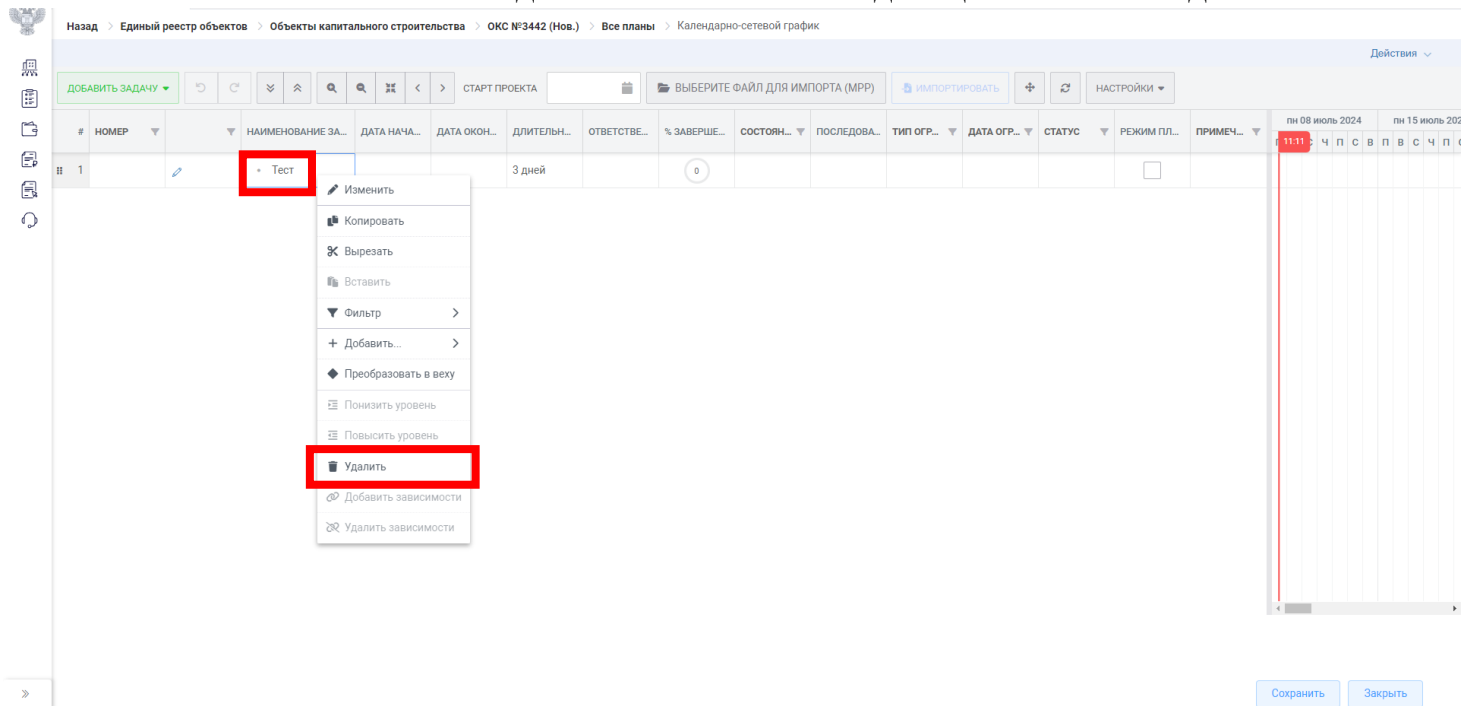 Назад > Единый реестр объектов > Объекты капитального строительства > ОКС №3442 (Нов.) > Все планы > Календарно-сетевой график
Действия
ДОБАВИТЬ ЗАДАЧУ СТАРТ ПРОЕКТА ВЫБЕРИТЕ ФАЙЛ ДЛЯ ИМПОРТА (MPP) ИМПОРТИРОВАТЬ НАСТРОЙКИ
пн 08 июль 2024 пн 15 июль 202
# НОМЕР НАИМЕНОВАНИЕ ЗА... ДАТА НАЧА... ДАТА ОКОН... ДЛИТЕЛЬН... ОТВЕТСТВЕ... % ЗАВЕРШЕ... СОСТОЯН... ПОСЛЕДОВА... ТИП ОГР... ДАТА ОГР... СТАТУС РЕЖИМ ПЛ... ПРИМЕЧ...
11:11 Ч П С В П В С Ч П
1 Тест 3 дней 0
Изменить
Копировать
Вырезать
Вставить
Фильтр
Добавить...
Преобразовать в веху
Понизить уровень
Повысить уровень
Удалить
Добавить зависимости
Удалить зависимости
Сохранить Закрыть